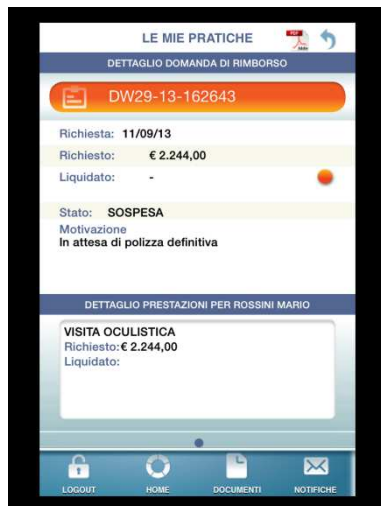 LE MIE PRATICHE
PDF
DETTAGLIO DOMANDA DI RIMBORSO
DW29-13-162643
Richiesta: 11/09/13
Richiesto: € 2.244,00
Liquidato: -
Stato: SOSPESA
Motivazione
In attesa di polizza definitiva
DETTAGLIO PRESTAZIONI PER ROSSINI MARIO
VISITA OCULISTICA
Richiesto:€ 2.244,00
Liquidato:
LOGOUT HOME DOCUMENTI NOTIFICHE